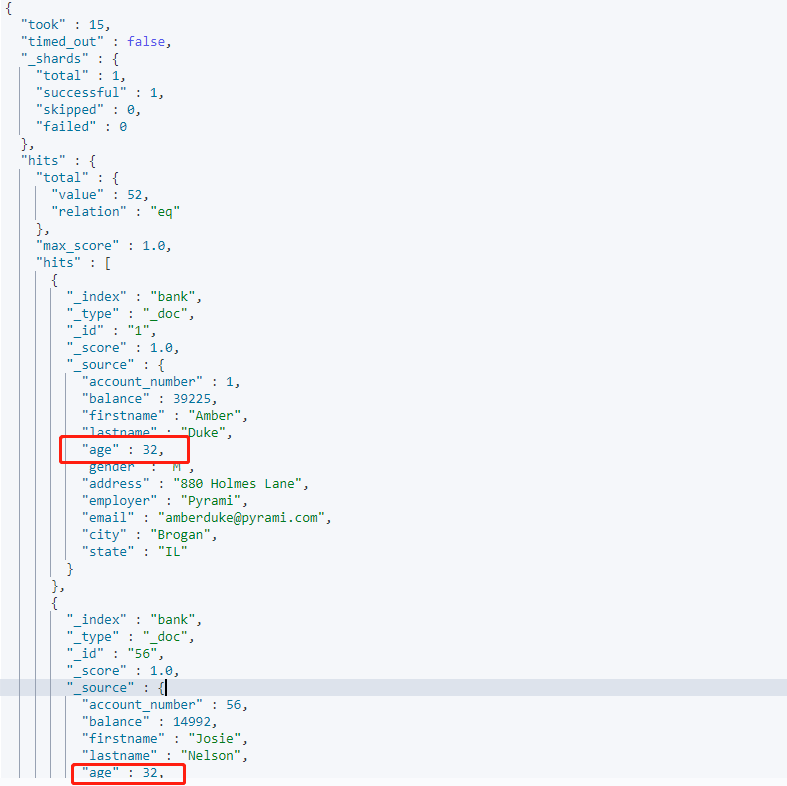 {
"took" : 15,
"timed_out" : false,
"_shards" : {
"total" : 1,
"successful" : 1,
"skipped" : 0,
"failed" : 0
},
"hits" : {
"total" : {
"value" : 52,
"relation" : "eq"
},
"max_score" : 1.0,
"hits" : [
{
"_index" : "bank",
"_type" : "_doc",
"_id" : "1",
"_score" : 1.0,
"_source" : {
"account_number" : 1,
"balance" : 39225,
"firstname" : "Amber",
"lastname" : "Duke",
"age" : 32,
"gender" : "M",
"address" : "880 Holmes Lane",
"employer" : "Pyrami",
"email" : "amberduke@pyrami.com",
"city" : "Brogan",
"state" : "IL"
}
},
{
"_index" : "bank",
"_type" : "_doc",
"_id" : "56",
"_score" : 1.0,
"_source" : {
"account_number" : 56,
"balance" : 14992,
"firstname" : "Josie",
"lastname" : "Nelson",
"age" : 32,